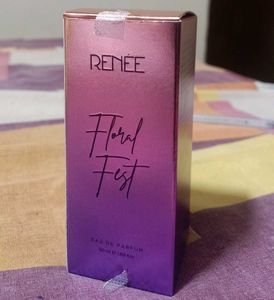 RENÉE
Floral
Fest
EAU DE PARFUM